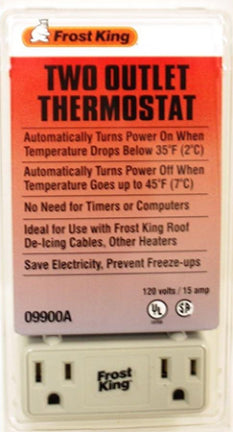 Frost King
TWO OUTLET
THERMOSTAT
Automatically Turns Power On When
Temperature Drops Below 35°F (2°C)
Automatically Turns Power Off When
Temperature Goes up to 45°F (7°C)
No Need for Timers or Computers
Ideal for Use with Frost King Roof
De-Icing Cables, Other Heaters
Save Electricity, Prevent Freeze-ups
120 volts / 15 amp
09900A
UL
Frost
King